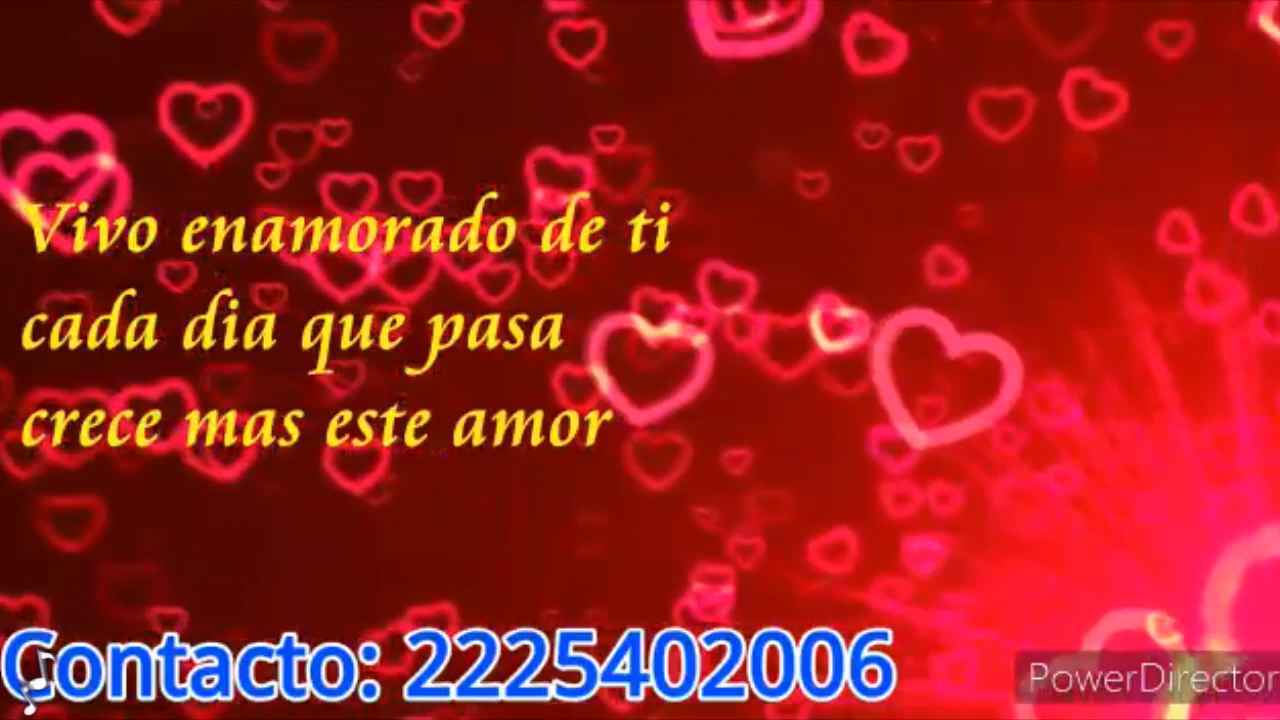 Vivo enamorado de ti
cada dia que pasa
crece mas este amor
Contacto: 2225402006
PowerDirector